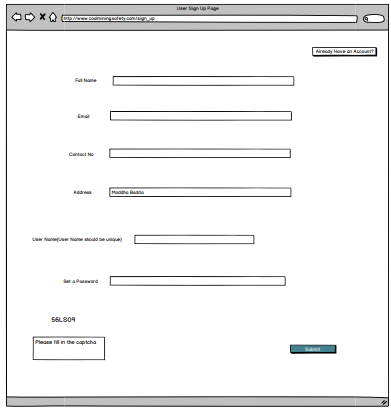 User Sign Up Page
http://www.coalminingsafety.com/sign_up
Already Have an Account?
Full Name
Email
Contact No
Address
Maddha Badda
User Name(User Name should be unique)
Set a Password
56LS09
Please fill in the captcha
Submit